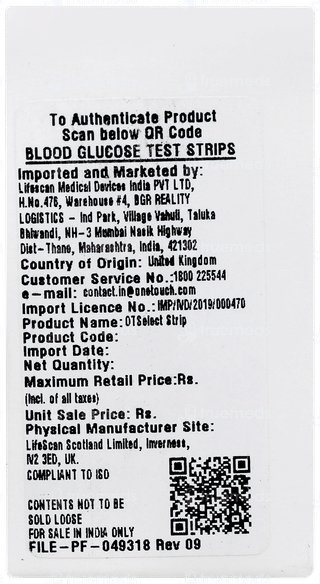 To Authenticate Product
Scan below QR Code
BLOOD GLUCOSE TEST STRIPS
Imported and Marketed by:
Lifescan Medical Devices India PVT LTD,
H.No.478, Warehouse #4, BGR REALITY
LOGISTICS - Ind Park, Village Vahuli, Taluka
Bhiwandi, NH-3 Mumbai Nasik Highway
Dist-Thane, Maharashtra, India, 421302
Country of Origin: United Kingdom
Customer Service No.:1800 225544
e-mail: contact.in@onetouch.com
Import Licence No.: IMP/IVD/2019/000470
Product Name: OTSelect Strip
Product Code:
Import Date:
Net Quantity:
Maximum Retail Price:Rs.
(Incl. of all taxes)
Unit Sale Price: Rs.
Physical Manufacturer Site:
LifeScan Scotland Limited, Inverness,
IV2 3ED, UK.
COMPLIANT TO ISO
CONTENTS NOT TO BE
SOLD LOOSE
FOR SALE IN INDIA ONLY
FILE-PF-049318 Rev 09